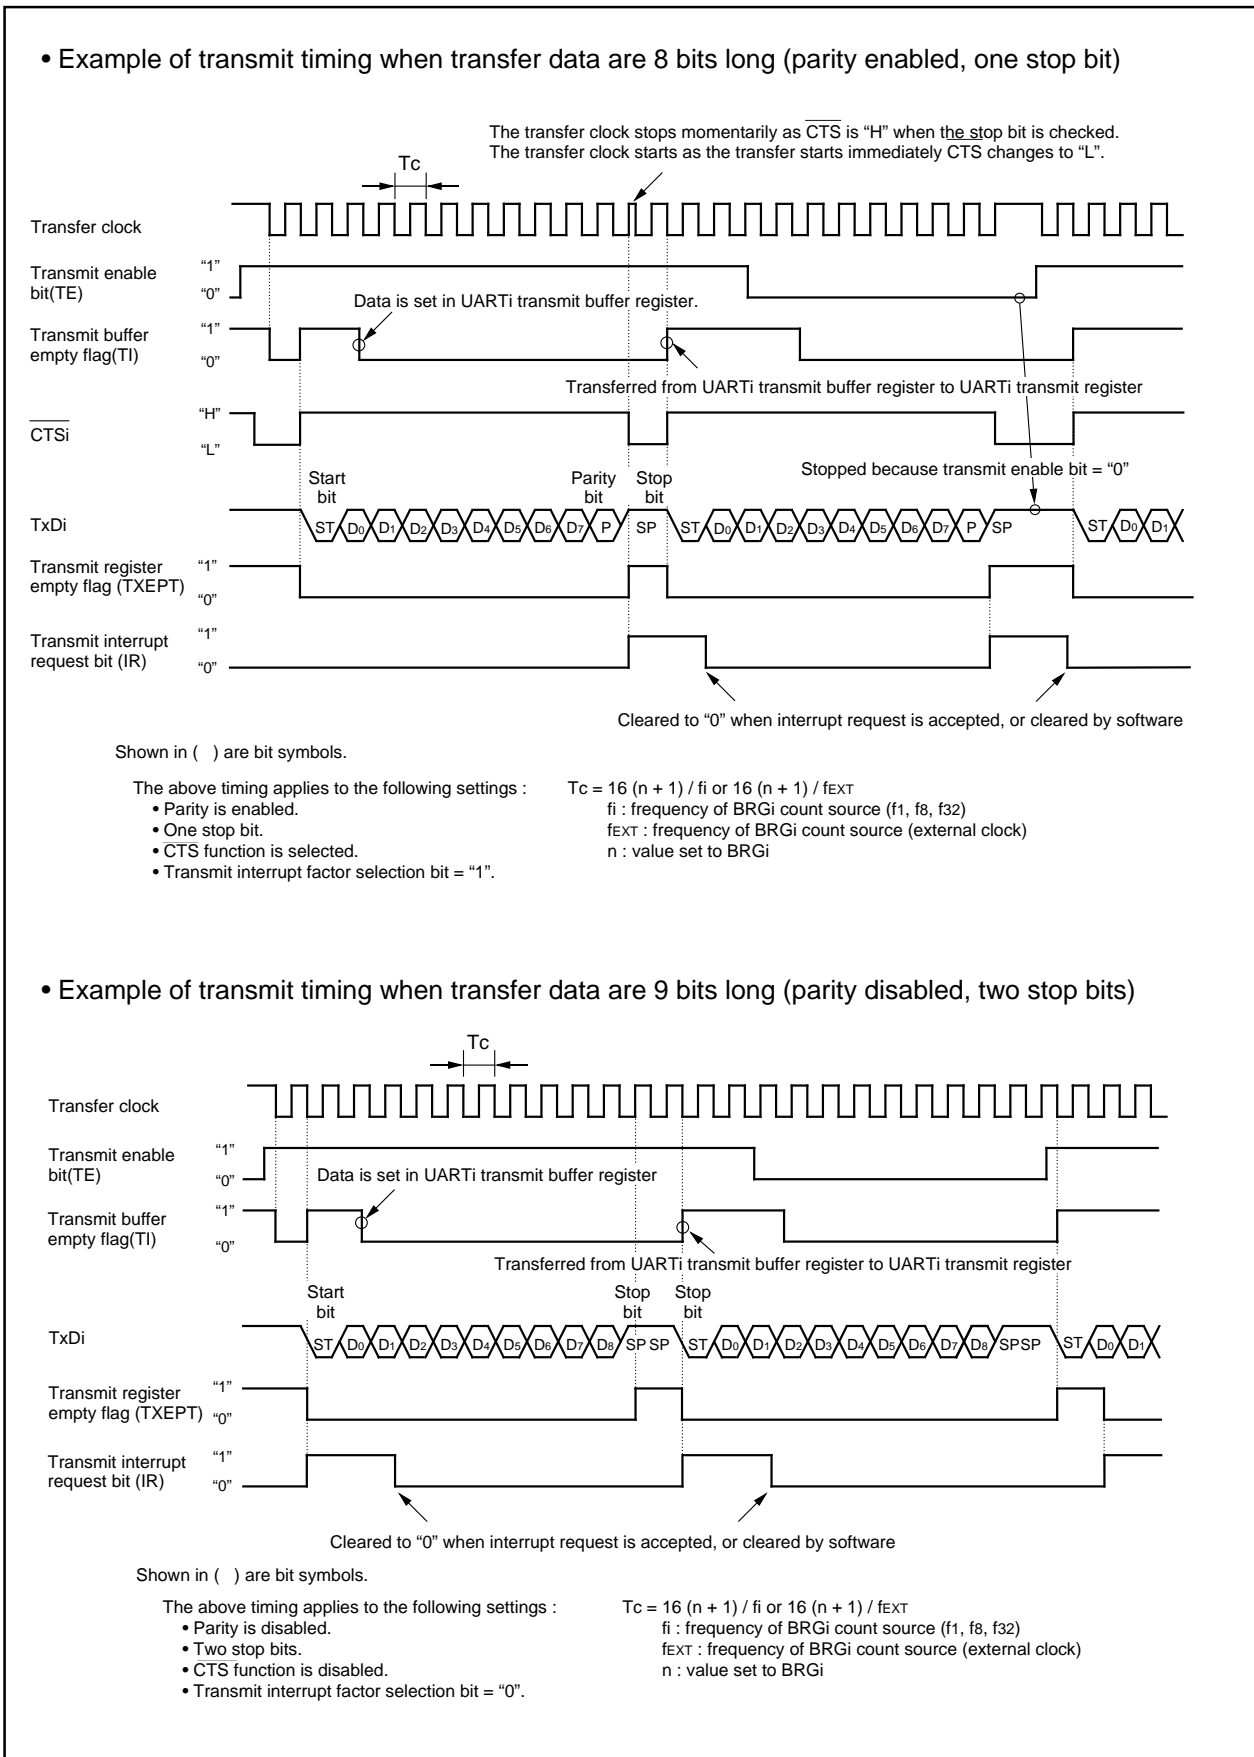 • Example of transmit timing when transfer data are 8 bits long (parity enabled, one stop bit)
The transfer clock stops momentarily as CTS is “H” when the stop bit is checked.
The transfer clock starts as the transfer starts immediately CTS changes to “L”.
Tc
Transfer clock
Transmit enable
bit(TE)
“1”
“0”
Data is set in UARTi transmit buffer register.
Transmit buffer
empty flag(TI)
“1”
“0”
Transferred from UARTi transmit buffer register to UARTi transmit register
CTSi
“H”
“L”
Stopped because transmit enable bit = “0”
Start
bit
Parity
bit
Stop
bit
TxDi
ST D0 D1 D2 D3 D4 D5 D6 D7 P SP ST D0 D1 D2 D3 D4 D5 D6 D7 P SP ST D0 D1
Transmit register
empty flag (TXEPT)
“1”
“0”
Transmit interrupt
request bit (IR)
“1”
“0”
Cleared to “0” when interrupt request is accepted, or cleared by software
Shown in ( ) are bit symbols.
The above timing applies to the following settings :
• Parity is enabled.
• One stop bit.
• CTS function is selected.
• Transmit interrupt factor selection bit = “1”.
Tc = 16 (n + 1) / fi or 16 (n + 1) / fEXT
fi : frequency of BRGi count source (f1, f8, f32)
fEXT : frequency of BRGi count source (external clock)
n : value set to BRGi
• Example of transmit timing when transfer data are 9 bits long (parity disabled, two stop bits)
Tc
Transfer clock
Transmit enable
bit(TE)
“1”
“0”
Data is set in UARTi transmit buffer register
Transmit buffer
empty flag(TI)
“1”
“0”
Transferred from UARTi transmit buffer register to UARTi transmit register
Start
bit
Stop
bit
Stop
bit
TxDi
ST D0 D1 D2 D3 D4 D5 D6 D7 D8 SP SP ST D0 D1 D2 D3 D4 D5 D6 D7 D8 SPSP ST D0 D1
Transmit register
empty flag (TXEPT)
“1”
“0”
Transmit interrupt
request bit (IR)
“1”
“0”
Cleared to “0” when interrupt request is accepted, or cleared by software
Shown in ( ) are bit symbols.
The above timing applies to the following settings :
• Parity is disabled.
• Two stop bits.
• CTS function is disabled.
• Transmit interrupt factor selection bit = “0”.
Tc = 16 (n + 1) / fi or 16 (n + 1) / fEXT
fi : frequency of BRGi count source (f1, f8, f32)
fEXT : frequency of BRGi count source (external clock)
n : value set to BRGi